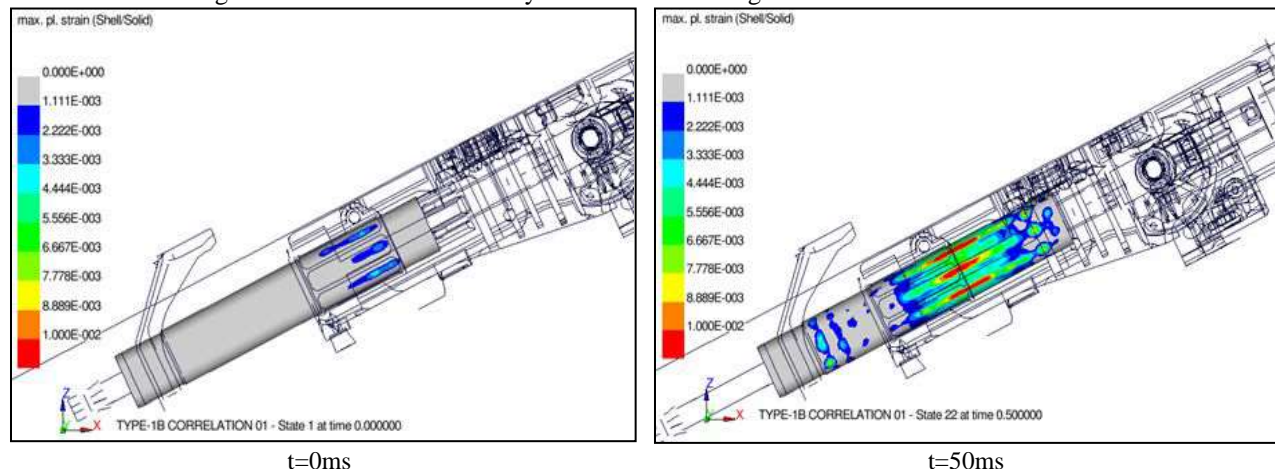 max. pl. strain (Shell/Solid)
0.000E+000
1.111E-003
2.222E-003
3.333E-003
4.444E-003
5.556E-003
6.667E-003
7.778E-003
8.889E-003
1.000E-002
Z
Y
X
TYPE-1B CORRELATION 01 - State 1 at time 0.000000
t=0ms
max. pl. strain (Shell/Solid)
0.000E+000
1.111E-003
2.222E-003
3.333E-003
4.444E-003
5.556E-003
6.667E-003
7.778E-003
8.889E-003
1.000E-002
Z
Y
X
TYPE-1B CORRELATION 01 - State 22 at time 0.500000
t=50ms